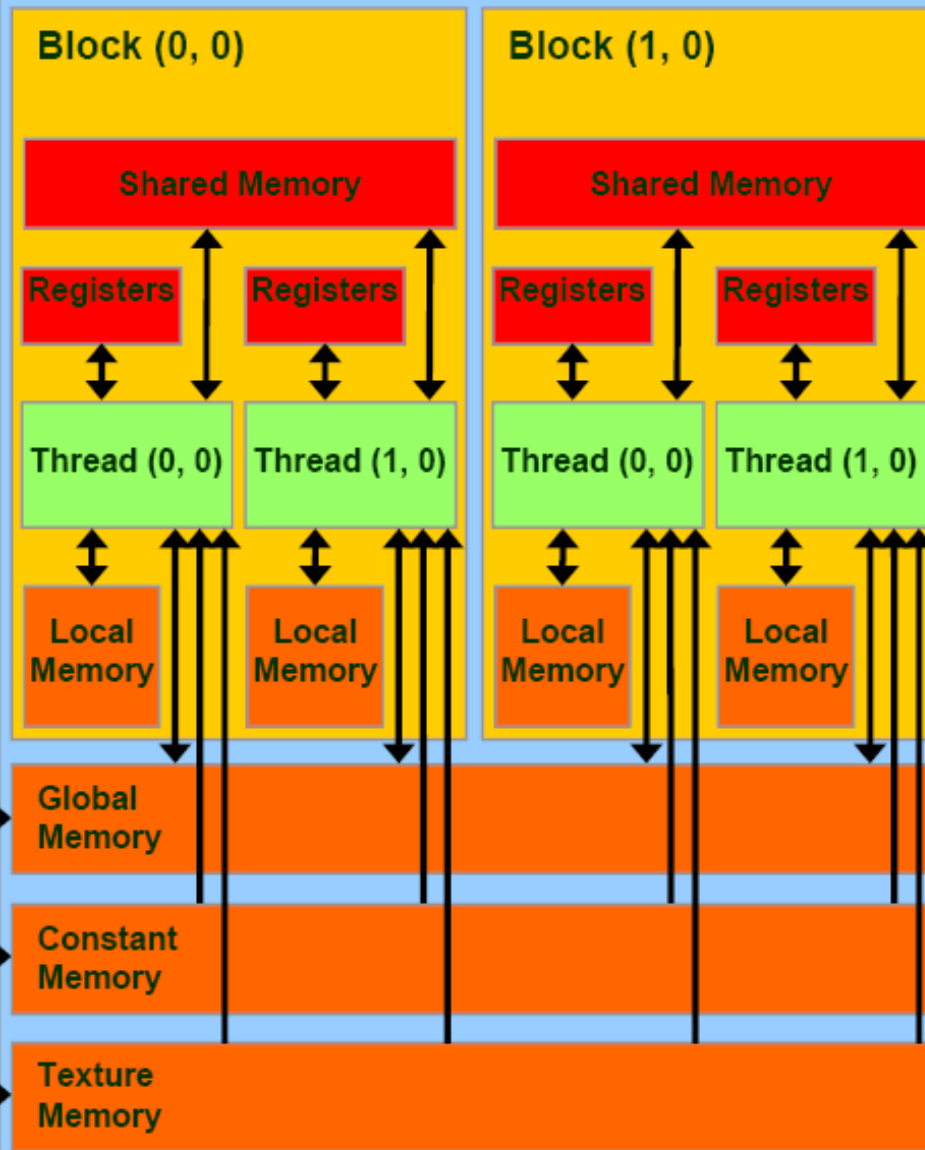 Block (0, 0)
Block (1, 0)
Shared Memory
Shared Memory
Registers
Registers
Registers
Registers
Thread (0, 0)
Thread (1, 0)
Thread (0, 0)
Thread (1, 0)
Local
Memory
Local
Memory
Local
Memory
Local
Memory
Global
Memory
Constant
Memory
Texture
Memory